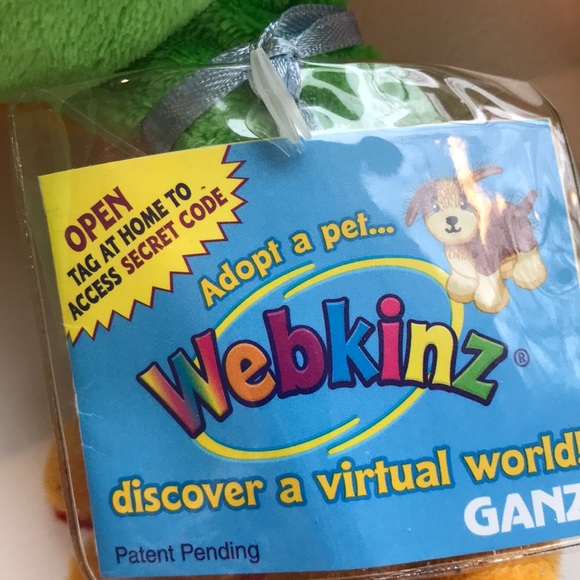 OPEN
TAG AT HOME TO
ACCESS SECRET CODE
Adopt a pet...
Webkinz®
discover a virtual world!
GANZ
Patent Pending